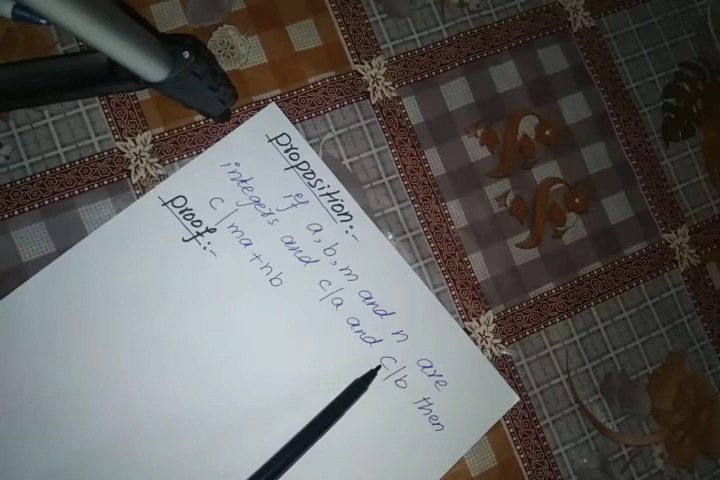 proposition:-
if a, b, m and n are
integers and c/a and c/b then
c | ma + nb
proof:-